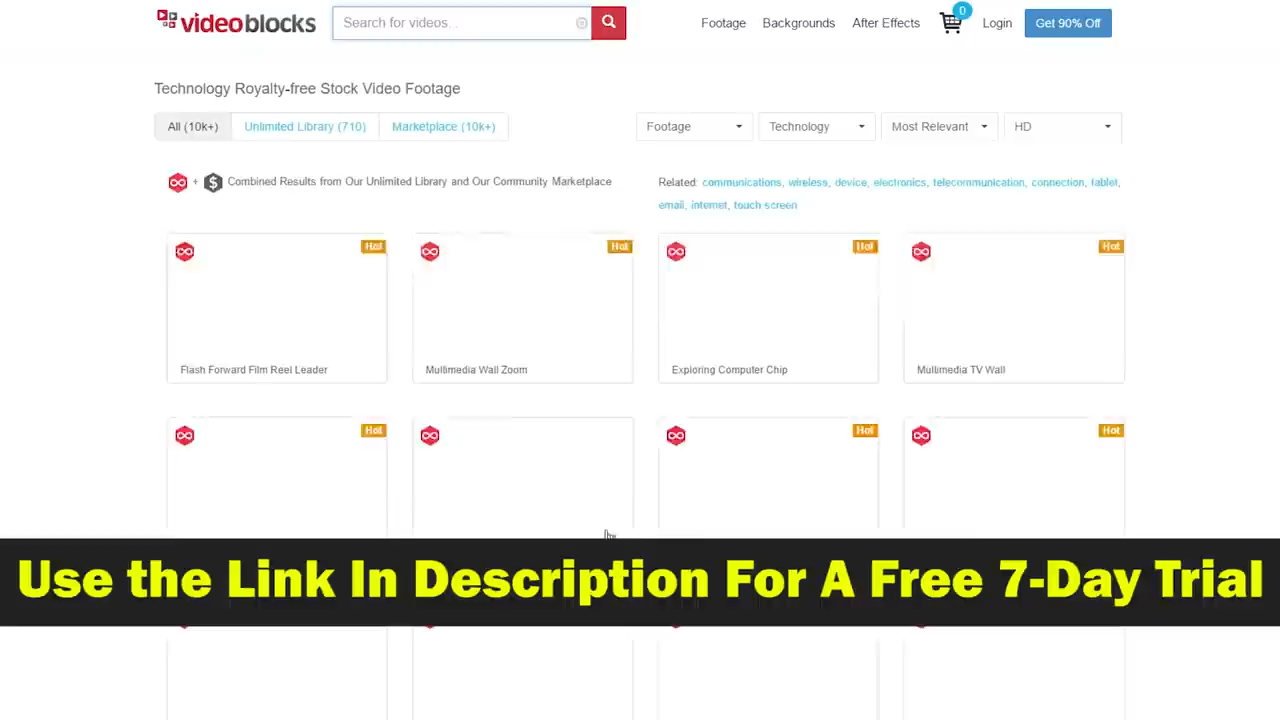 videoblocks
Search for videos...
Footage
Backgrounds
After Effects
0
Login
Get 90% Off
Technology Royalty-free Stock Video Footage
All (10k+)
Unlimited Library (710)
Marketplace (10k+)
Footage
Technology
Most Relevant
HD
+ $ Combined Results from Our Unlimited Library and Our Community Marketplace
Related: communications, wireless, device, electronics, telecommunication, connection, tablet,
email, internet, touch screen
Hot
Hot
Hot
Hot
Flash Forward Film Reel Leader
Multimedia Wall Zoom
Exploring Computer Chip
Multimedia TV Wall
Hot
Hot
Hot
Use the Link In Description For A Free 7-Day Trial